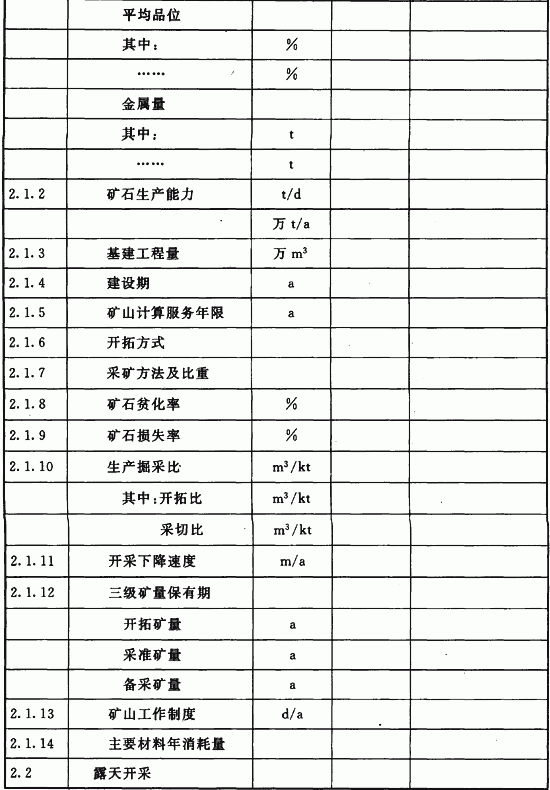 平均品位
其中： %
…… %
金属量
其中： t
…… t
2.1.2 矿石生产能力 t/d
万 t/a
2.1.3 基建工程量 万 m³
2.1.4 建设期 a
2.1.5 矿山计算服务年限 a
2.1.6 开拓方式
2.1.7 采矿方法及比重
2.1.8 矿石贫化率 %
2.1.9 矿石损失率 %
2.1.10 生产掘采比 m³/kt
其中:开拓比 m³/kt
采切比 m³/kt
2.1.11 开采下降速度 m/a
2.1.12 三级矿量保有期
开拓矿量 a
采准矿量 a
备采矿量 a
2.1.13 矿山工作制度 d/a
2.1.14 主要材料年消耗量
2.2 露天开采